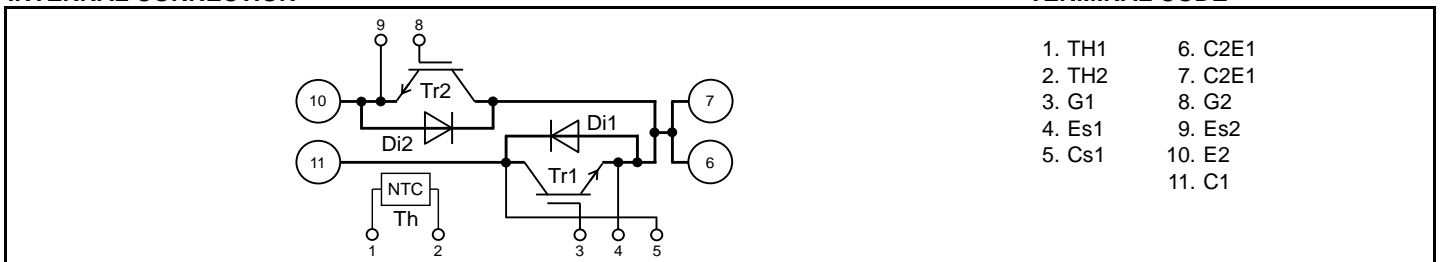 INTERNAL CONNECTION
TERMINAL CODE
9 8
10
Tr2
7
Di2
Di1
11
Tr1
6
NTC
Th
1 2 3 4 5
1. TH1 6. C2E1
2. TH2 7. C2E1
3. G1 8. G2
4. Es1 9. Es2
5. Cs1 10. E2
11. C1